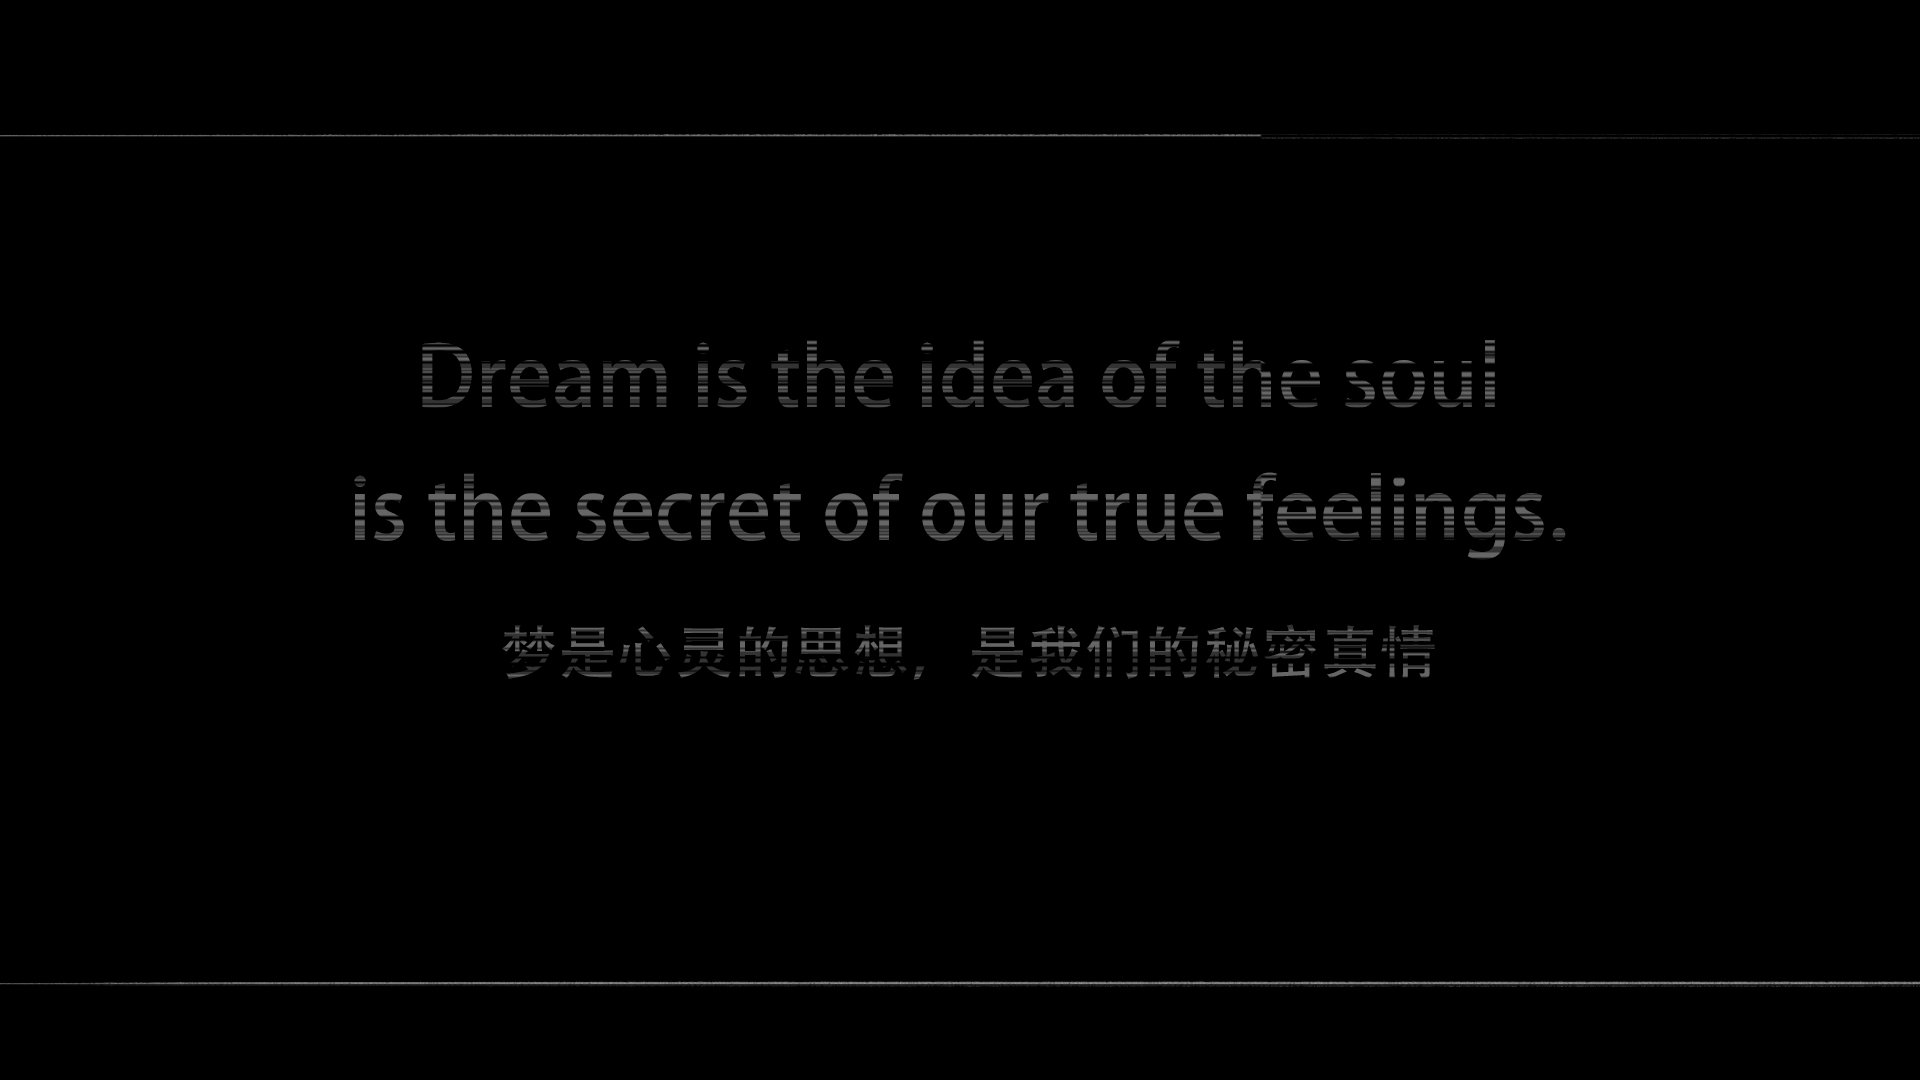 Dream is the idea of the soul
is the secret of our true feelings.
梦是心灵的思想，是我们的秘密真情